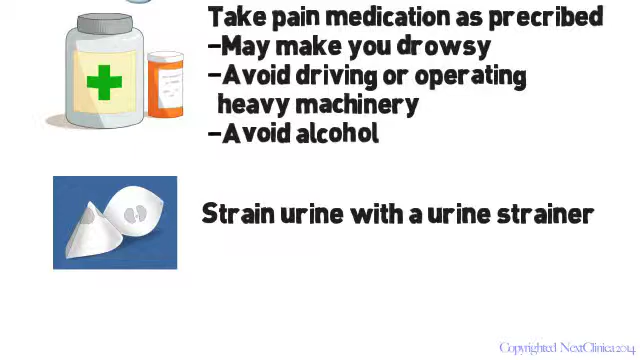 Take pain medication as precribed
-May make you drowsy
-Avoid driving or operating
heavy machinery
-Avoid alcohol
Strain urine with a urine strainer
Copyrighted NextClinica 2014